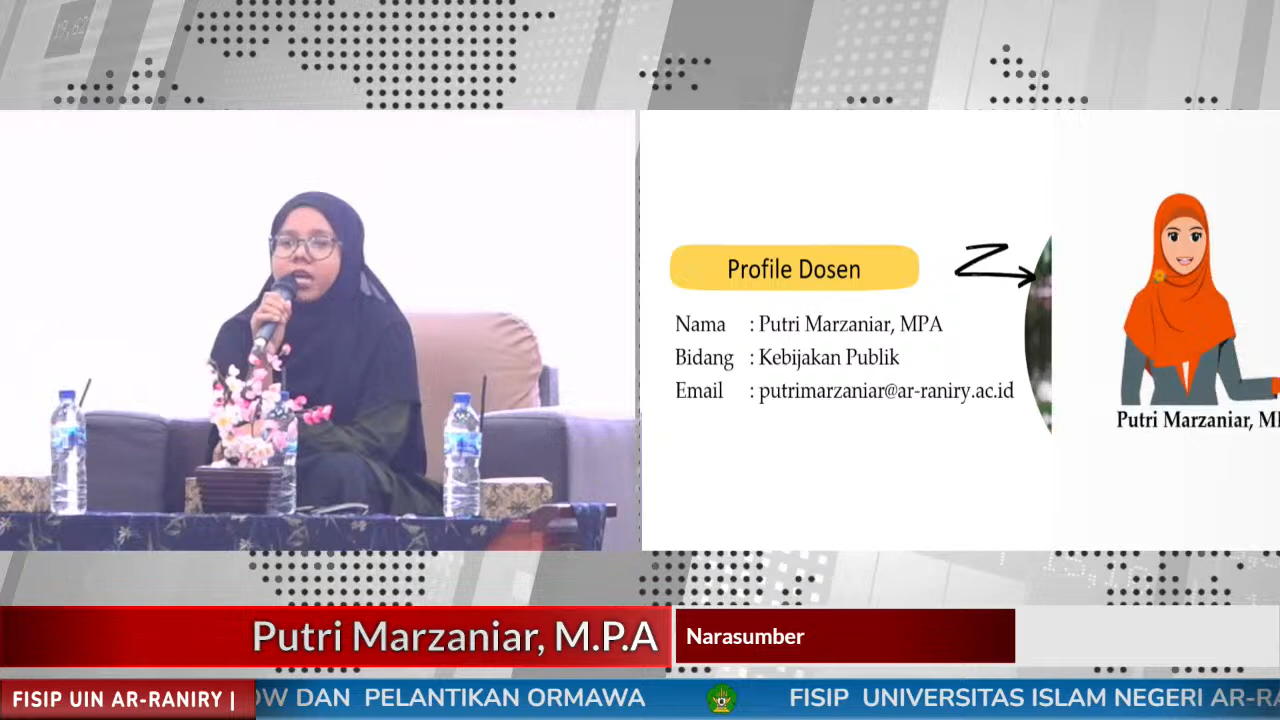 Profile Dosen
Nama : Putri Marzaniar, MPA
Bidang : Kebijakan Publik
Email : putrimarzaniar@ar-raniry.ac.id
Putri Marzaniar, M
Putri Marzaniar, M.P.A
Narasumber
FISIP UIN AR-RANIRY |
OW DAN PELANTIKAN ORMAWA
FISIP UNIVERSITAS ISLAM NEGERI AR-RA